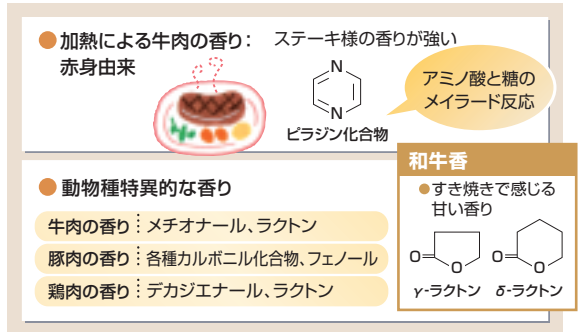 ●加熱による牛肉の香り：
赤身由来
ステーキ様の香りが強い
N
N
ピラジン化合物
アミノ酸と糖の
メイラード反応
●動物種特異的な香り
牛肉の香り メチオナール、ラクトン
豚肉の香り 各種カルボニル化合物、フェノール
鶏肉の香り デカジエナール、ラクトン
和牛香
●すき焼きで感じる
甘い香り
O O
O O
γ-ラクトン δ-ラクトン